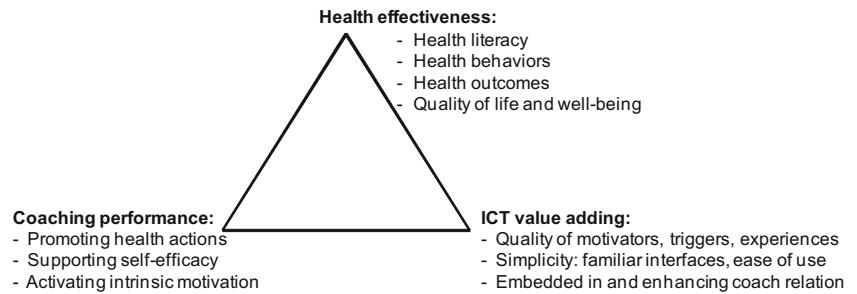 Health effectiveness:
- Health literacy
- Health behaviors
- Health outcomes
- Quality of life and well-being
Coaching performance:
- Promoting health actions
- Supporting self-efficacy
- Activating intrinsic motivation
ICT value adding:
- Quality of motivators, triggers, experiences
- Simplicity: familiar interfaces, ease of use
- Embedded in and enhancing coach relation